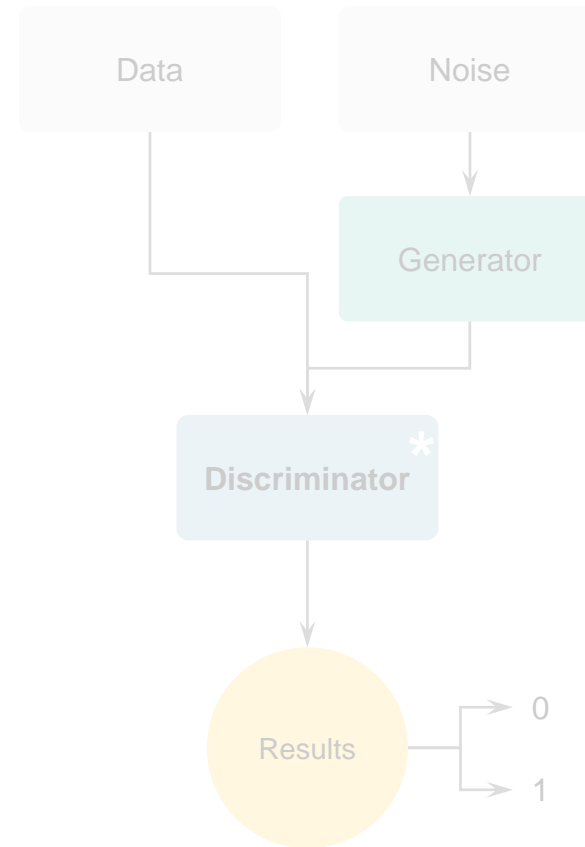 Data
Noise
Generator
*
Discriminator
0
Results
1